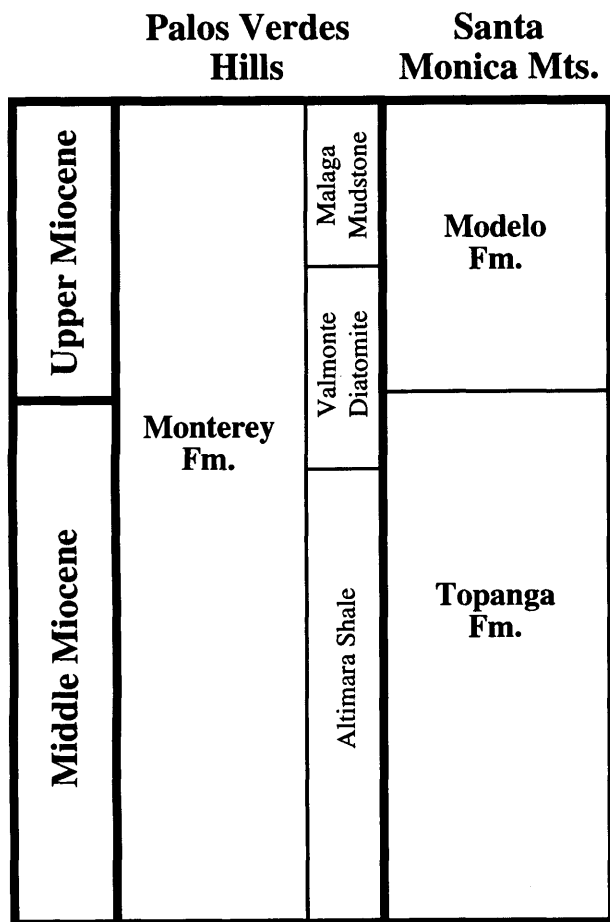 Palos Verdes
Hills
Santa
Monica Mts.
Upper Miocene
Middle Miocene
Monterey
Fm.
Malaga
Mudstone
Valmonte
Diatomite
Altimara Shale
Modelo
Fm.
Topanga
Fm.